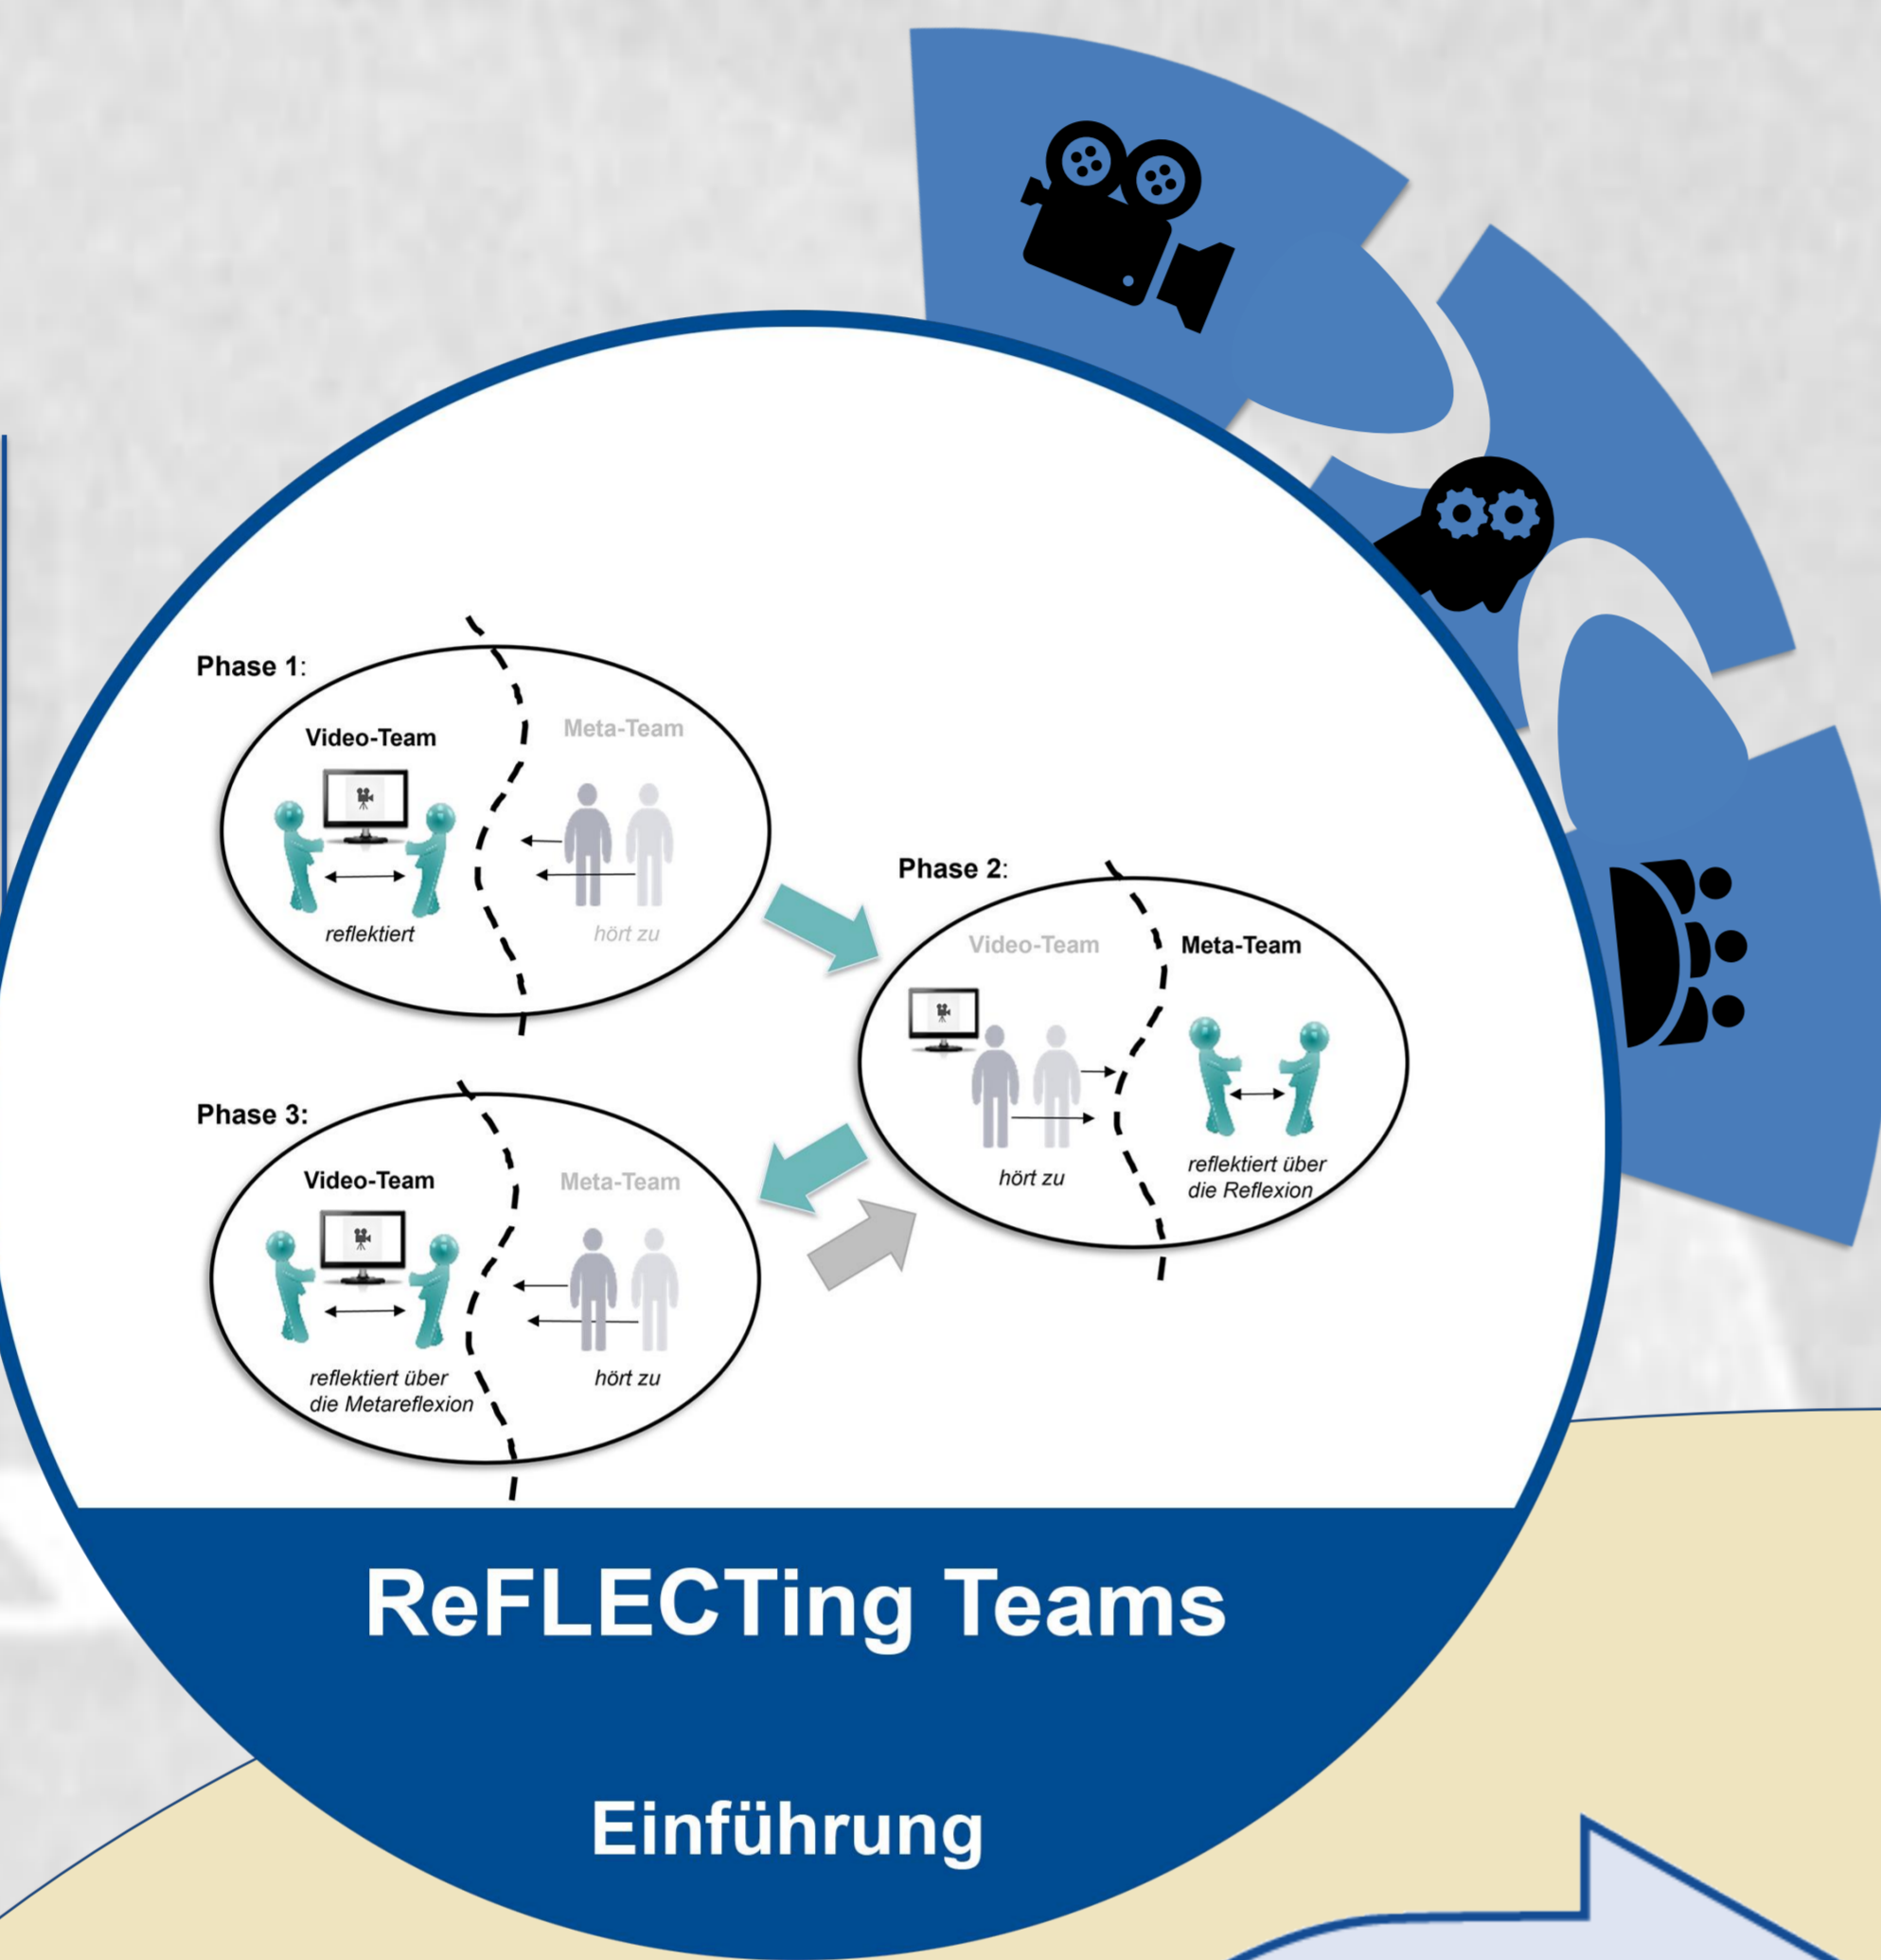 Phase 1:
Video-Team
Meta-Team
reflektiert
hört zu
Phase 2:
Video-Team
Meta-Team
hört zu
reflektiert über
die Reflexion
Phase 3:
Video-Team
Meta-Team
reflektiert über
die Metareflexion
hört zu
ReFLECTing Teams
Einführung